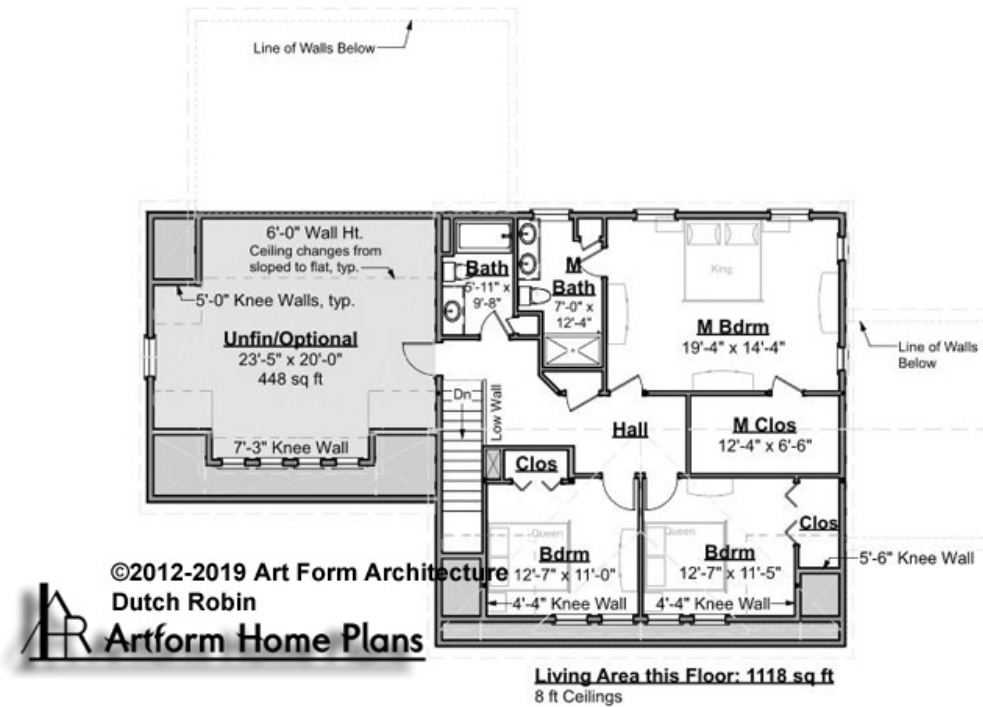 Line of Walls Below
6'-0" Wall Ht.
Ceiling changes from
sloped to flat, typ.
5'-0" Knee Walls, typ.
Unfin/Optional
23'-5" x 20'-0"
448 sq ft
7'-3" Knee Wall
Bath
5'-11" x
9'-8"
M
Bath
7'-0" x
12'-4"
King
M Bdrm
19'-4" x 14'-4"
Line of Walls
Below
Dn
Low Wall
Hall
M Clos
12'-4" x 6'-6"
Clos
Clos
Queen
Bdrm
12'-7" x 11'-0"
4'-4" Knee Wall
Queen
Bdrm
12'-7" x 11'-5"
4'-4" Knee Wall
5'-6" Knee Wall
©2012-2019 Art Form Architecture
Dutch Robin
AHR
Artform Home Plans
Living Area this Floor: 1118 sq ft
8 ft Ceilings